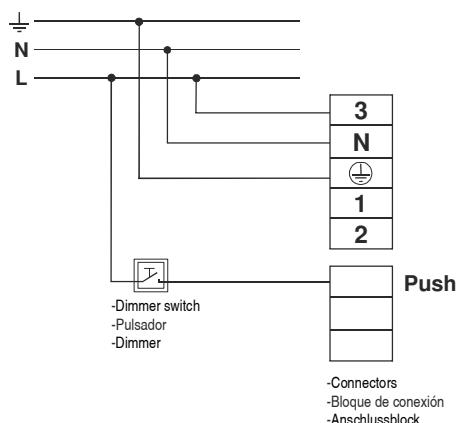 N
L
3
N
1
2
Push
-Dimmer switch
-Pulsador
-Dimmer
-Connectors
-Bloque de conexión
-Anschlussblock